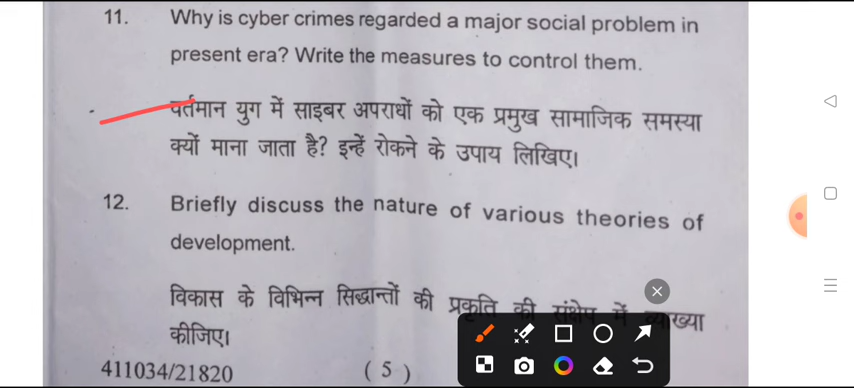 11. Why is cyber crimes regarded a major social problem in
present era? Write the measures to control them.
वर्तमान युग में साइबर अपराधों को एक प्रमुख सामाजिक समस्या
क्यों माना जाता है? इन्हें रोकने के उपाय लिखिए।
12. Briefly discuss the nature of various theories of
development.
विकास के विभिन्न सिद्धान्तों की प्रकृति की संक्षेप में व्याख्या
कीजिए।
411034/21820 ( 5 )